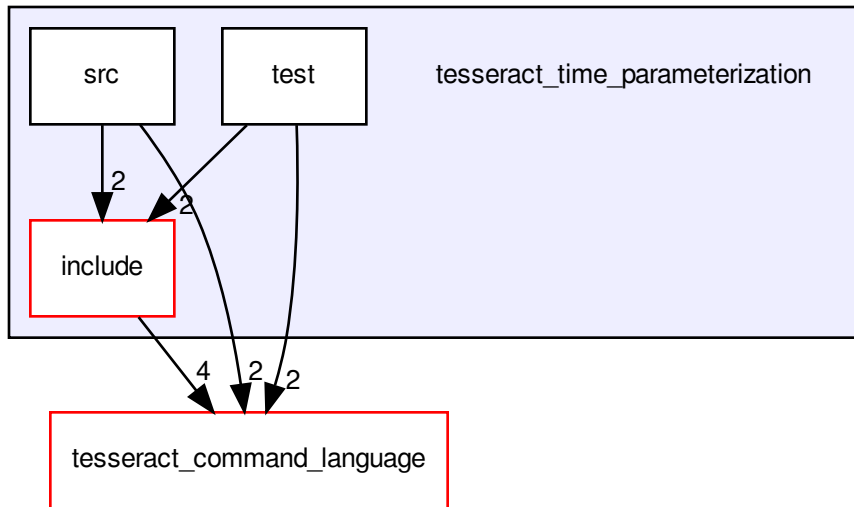 src
test
tesseract_time_parameterization
2
2
include
4
2
2
tesseract_command_language